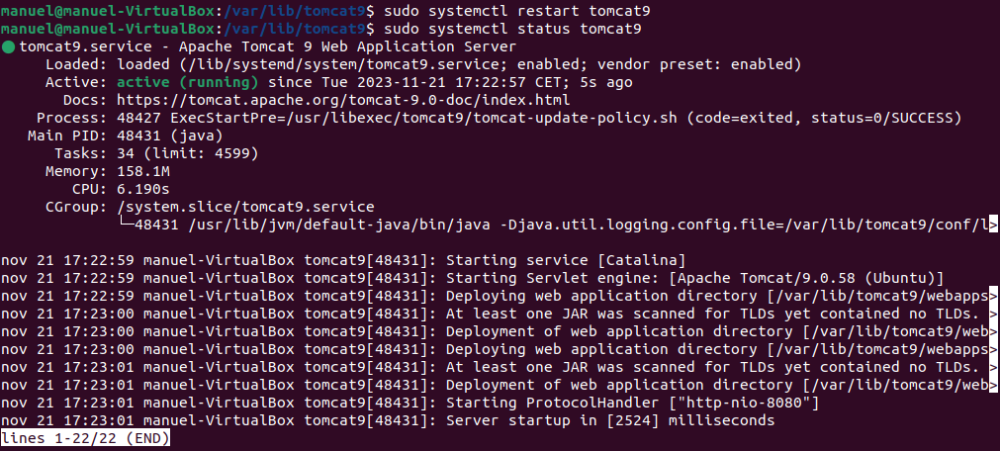 manuel@manuel-VirtualBox:/var/lib/tomcat9$ sudo systemctl restart tomcat9
manuel@manuel-VirtualBox:/var/lib/tomcat9$ sudo systemctl status tomcat9
● tomcat9.service - Apache Tomcat 9 Web Application Server
     Loaded: loaded (/lib/systemd/system/tomcat9.service; enabled; vendor preset: enabled)
     Active: active (running) since Tue 2023-11-21 17:22:57 CET; 5s ago
       Docs: https://tomcat.apache.org/tomcat-9.0-doc/index.html
    Process: 48427 ExecStartPre=/usr/libexec/tomcat9/tomcat-update-policy.sh (code=exited, status=0/SUCCESS)
   Main PID: 48431 (java)
      Tasks: 34 (limit: 4599)
     Memory: 158.1M
        CPU: 6.190s
     CGroup: /system.slice/tomcat9.service
             └─48431 /usr/lib/jvm/default-java/bin/java -Djava.util.logging.config.file=/var/lib/tomcat9/conf/l>

nov 21 17:22:59 manuel-VirtualBox tomcat9[48431]: Starting service [Catalina]
nov 21 17:22:59 manuel-VirtualBox tomcat9[48431]: Starting Servlet engine: [Apache Tomcat/9.0.58 (Ubuntu)]
nov 21 17:22:59 manuel-VirtualBox tomcat9[48431]: Deploying web application directory [/var/lib/tomcat9/webapps>
nov 21 17:23:00 manuel-VirtualBox tomcat9[48431]: At least one JAR was scanned for TLDs yet contained no TLDs. >
nov 21 17:23:00 manuel-VirtualBox tomcat9[48431]: Deployment of web application directory [/var/lib/tomcat9/web>
nov 21 17:23:00 manuel-VirtualBox tomcat9[48431]: Deploying web application directory [/var/lib/tomcat9/webapps>
nov 21 17:23:01 manuel-VirtualBox tomcat9[48431]: At least one JAR was scanned for TLDs yet contained no TLDs. >
nov 21 17:23:01 manuel-VirtualBox tomcat9[48431]: Deployment of web application directory [/var/lib/tomcat9/web>
nov 21 17:23:01 manuel-VirtualBox tomcat9[48431]: Starting ProtocolHandler ["http-nio-8080"]
nov 21 17:23:01 manuel-VirtualBox tomcat9[48431]: Server startup in [2524] milliseconds
lines 1-22/22 (END)